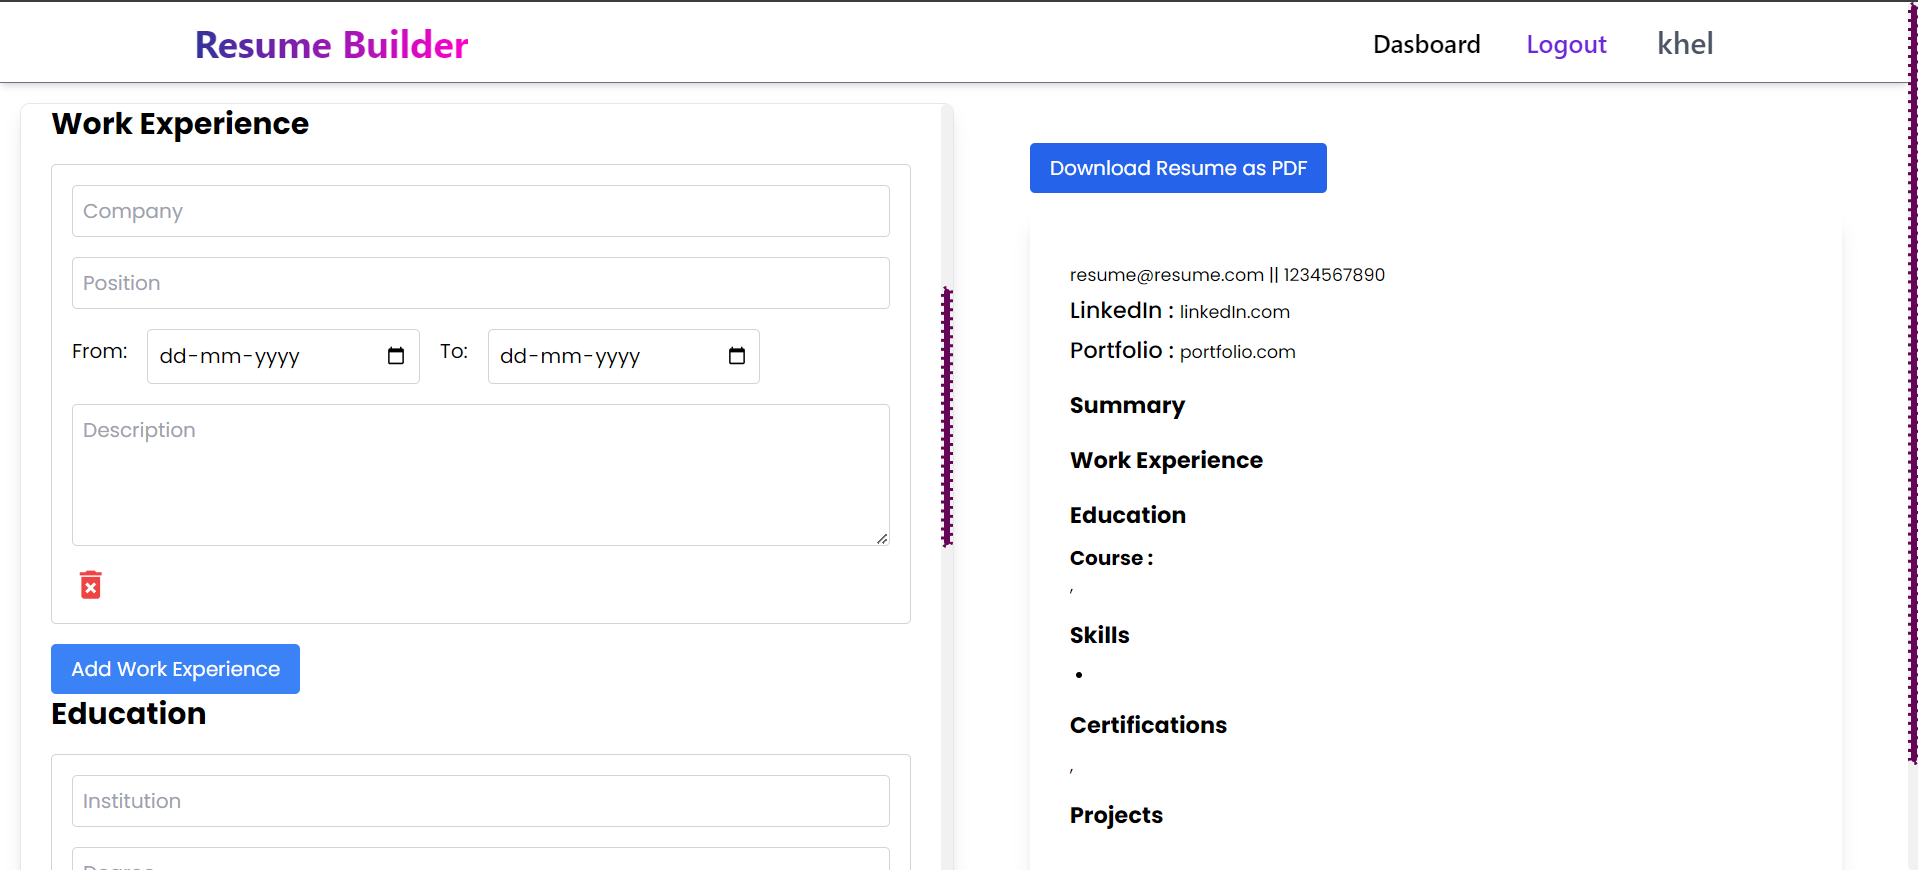 Resume Builder
Dasboard
Logout
khel
Work Experience
Company
Position
From: dd-mm-yyyy To: dd-mm-yyyy
Description
Add Work Experience
Education
Institution
Download Resume as PDF
resume@resume.com || 1234567890
LinkedIn : linkedIn.com
Portfolio : portfolio.com
Summary
Work Experience
Education
Course :
,
Skills
•
Certifications
,
Projects